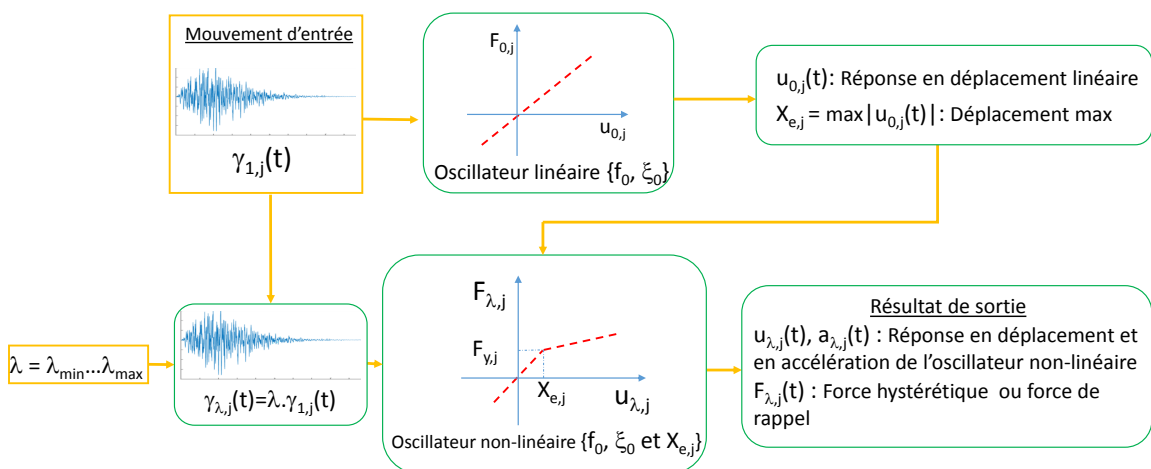 Mouvement d'entrée
γ1,j(t)
F0,j
u0,j
Oscillateur linéaire {f0, ξ0}
u0,j(t): Réponse en déplacement linéaire
Xe,j = max|u0,j(t)| : Déplacement max
λ = λmin...λmax
γλ,j(t)=λ.γ1,j(t)
Fλ,j
Fy,j
Xe,j
uλ,j
Oscillateur non-linéaire {f0, ξ0 et Xe,j}
Résultat de sortie
uλ,j(t), aλ,j(t) : Réponse en déplacement et
en accélération de l'oscillateur non-linéaire
Fλ,j(t) : Force hystérétique ou force de
rappel